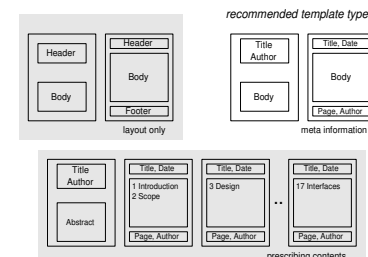 recommended template type
Header
Body
Header
Body
Footer
layout only
Title
Author
Body
Title, Date
Body
Page, Author
meta information
Title
Author
Abstract
Title, Date
1 Introduction
2 Scope
Page, Author
Title, Date
3 Design
Page, Author
..
Title, Date
17 Interfaces
Page, Author
prescribing contents